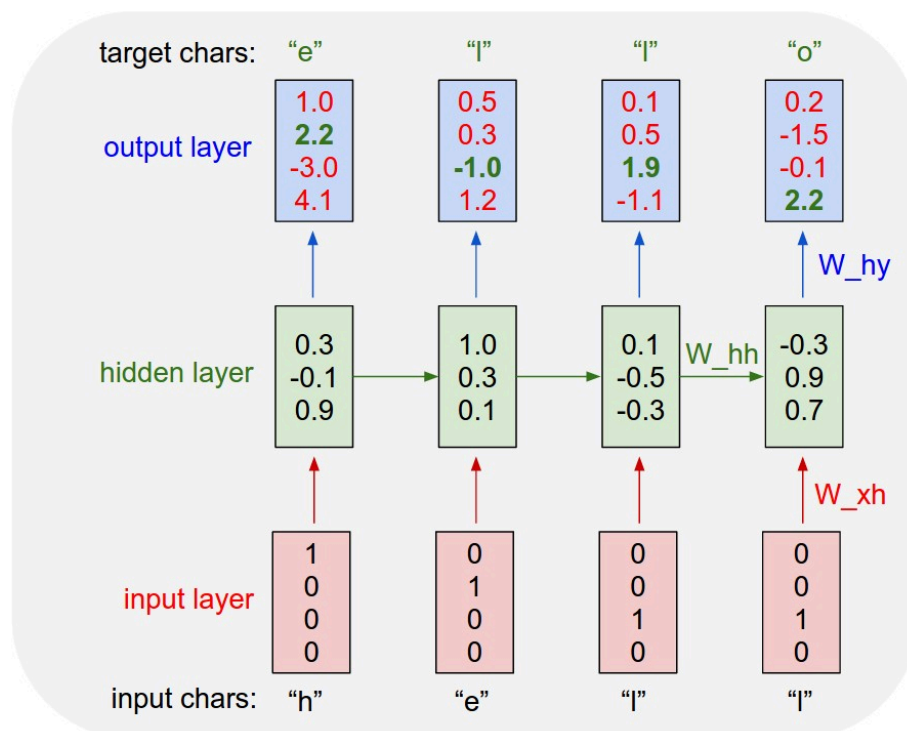 target chars: “e” “l” “l” “o”
1.0 0.5 0.1 0.2
output layer 2.2 0.3 0.5 -1.5
-3.0 -1.0 1.9 -0.1
4.1 1.2 -1.1 2.2
W_hy
0.3 1.0 0.1 W_hh -0.3
hidden layer -0.1 0.3 -0.5 0.9
0.9 0.1 -0.3 0.7
W_xh
1 0 0 0
input layer 0 1 0 0
0 0 1 1
0 0 0 0
input chars: “h” “e” “l” “l”